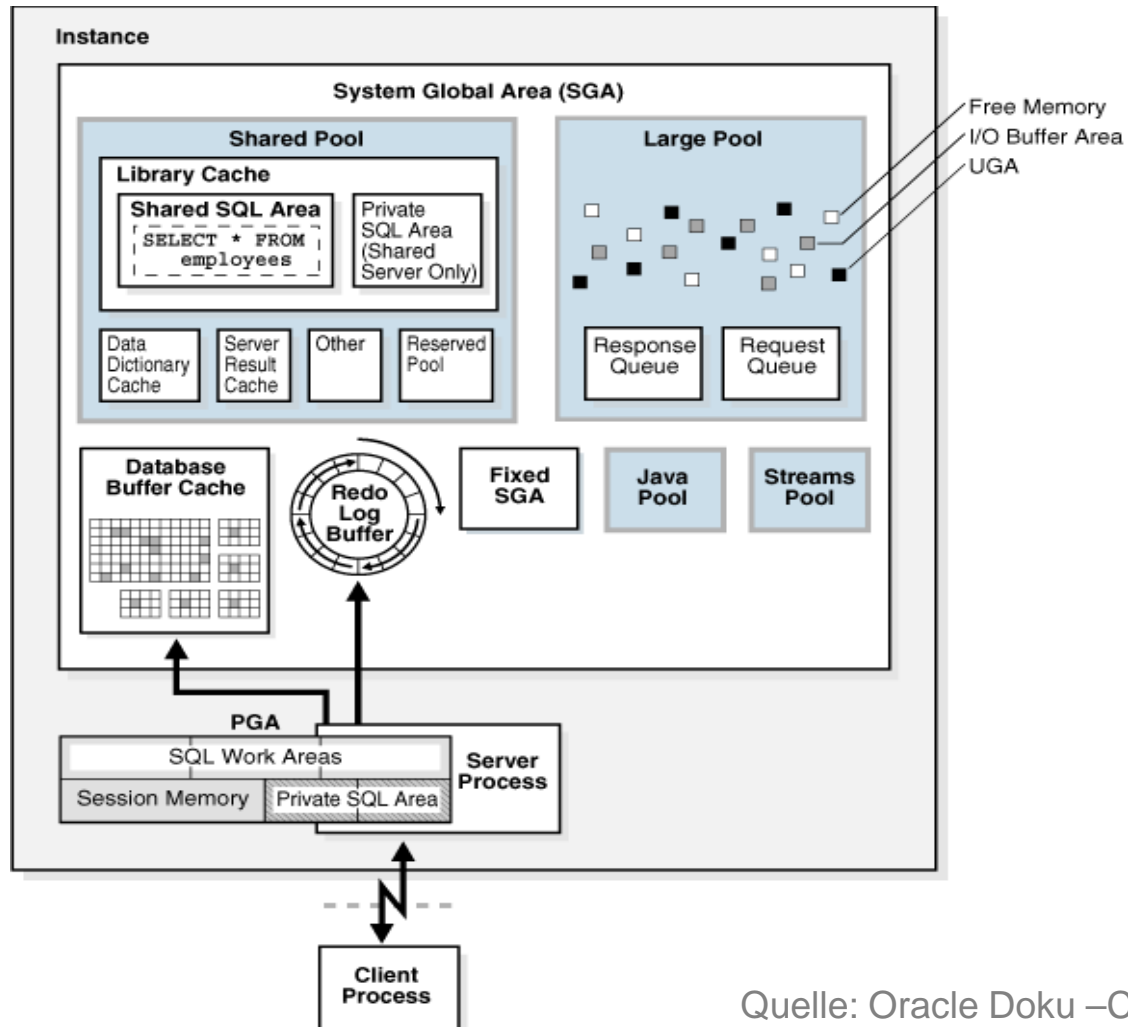 Instance
System Global Area (SGA)
Shared Pool
Library Cache
Shared SQL Area
SELECT * FROM
employees
Private
SQL Area
(Shared
Server Only)
Data
Dictionary
Cache
Server
Result
Cache
Other
Reserved
Pool
Large Pool
Free Memory
I/O Buffer Area
UGA
Response
Queue
Request
Queue
Database
Buffer Cache
Redo
Log
Buffer
Fixed
SGA
Java
Pool
Streams
Pool
PGA
SQL Work Areas
Session Memory
Private SQL Area
Server
Process
Client
Process
Quelle: Oracle Doku –C